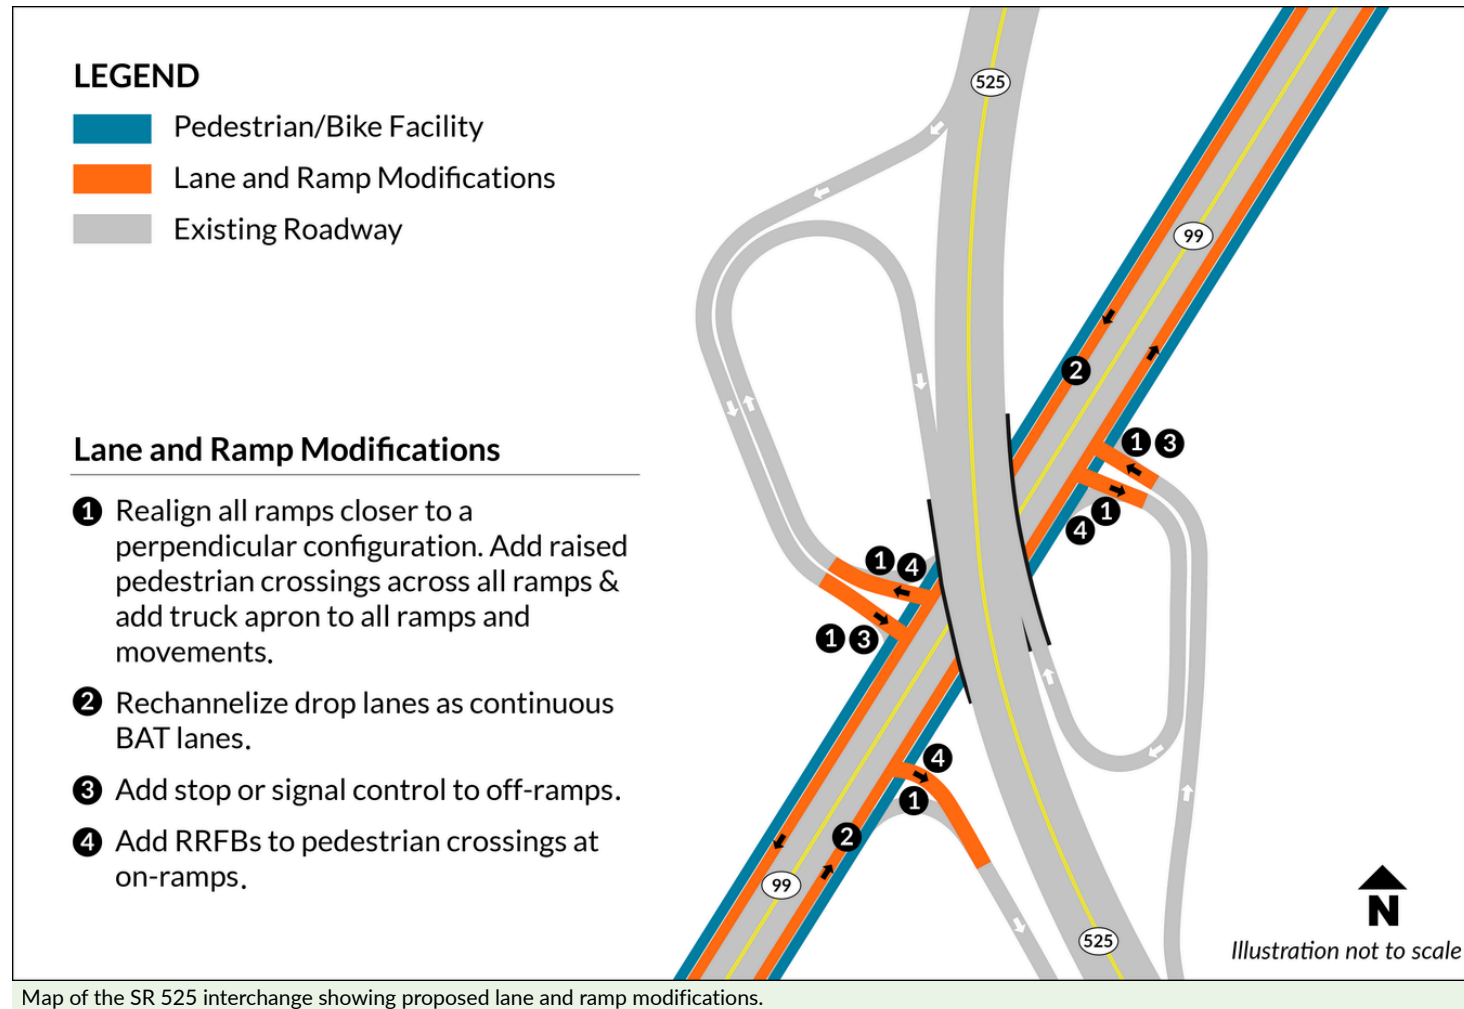 LEGEND
Pedestrian/Bike Facility
Lane and Ramp Modifications
Existing Roadway
Lane and Ramp Modifications
1 Realign all ramps closer to a
perpendicular configuration. Add raised
pedestrian crossings across all ramps &
add truck apron to all ramps and
movements.
2 Rechannelize drop lanes as continuous
BAT lanes.
3 Add stop or signal control to off-ramps.
4 Add RRFBs to pedestrian crossings at
on-ramps.
525
99
2
1 3
1
4
1 4
1 3
4
1
2
99
525
N
Illustration not to scale
Map of the SR 525 interchange showing proposed lane and ramp modifications.